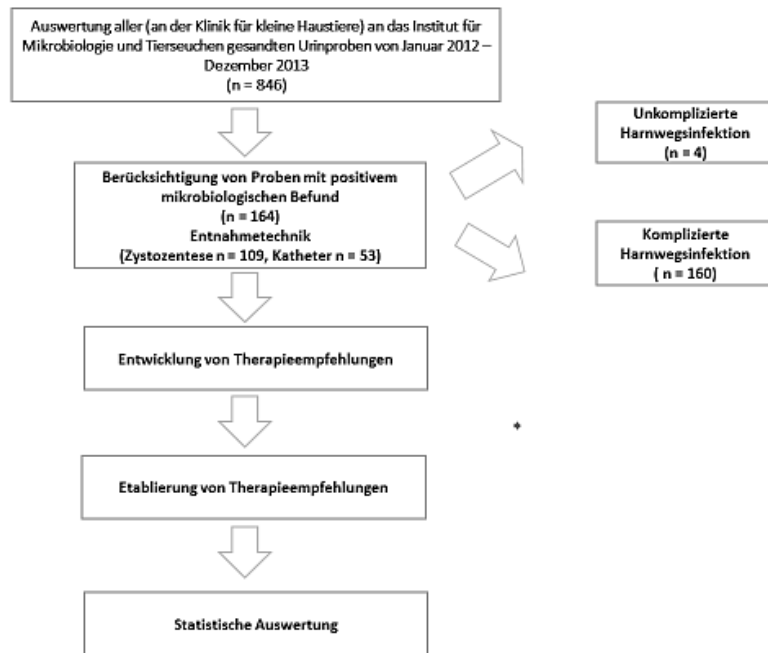 Auswertung aller (an der Klinik für kleine Haustiere) an das Institut für
Mikrobiologie und Tierseuchen gesandten Urinproben von Januar 2012 –
Dezember 2013
(n = 846)
Berücksichtigung von Proben mit positivem
mikrobiologischen Befund
(n = 164)
Entnahmetechnik
(Zystozentese n = 109, Katheter n = 53)
Unkomplizierte
Harnwegsinfektion
(n = 4)
Komplizierte
Harnwegsinfektion
( n = 160)
Entwicklung von Therapieempfehlungen
Etablierung von Therapieempfehlungen
Statistische Auswertung